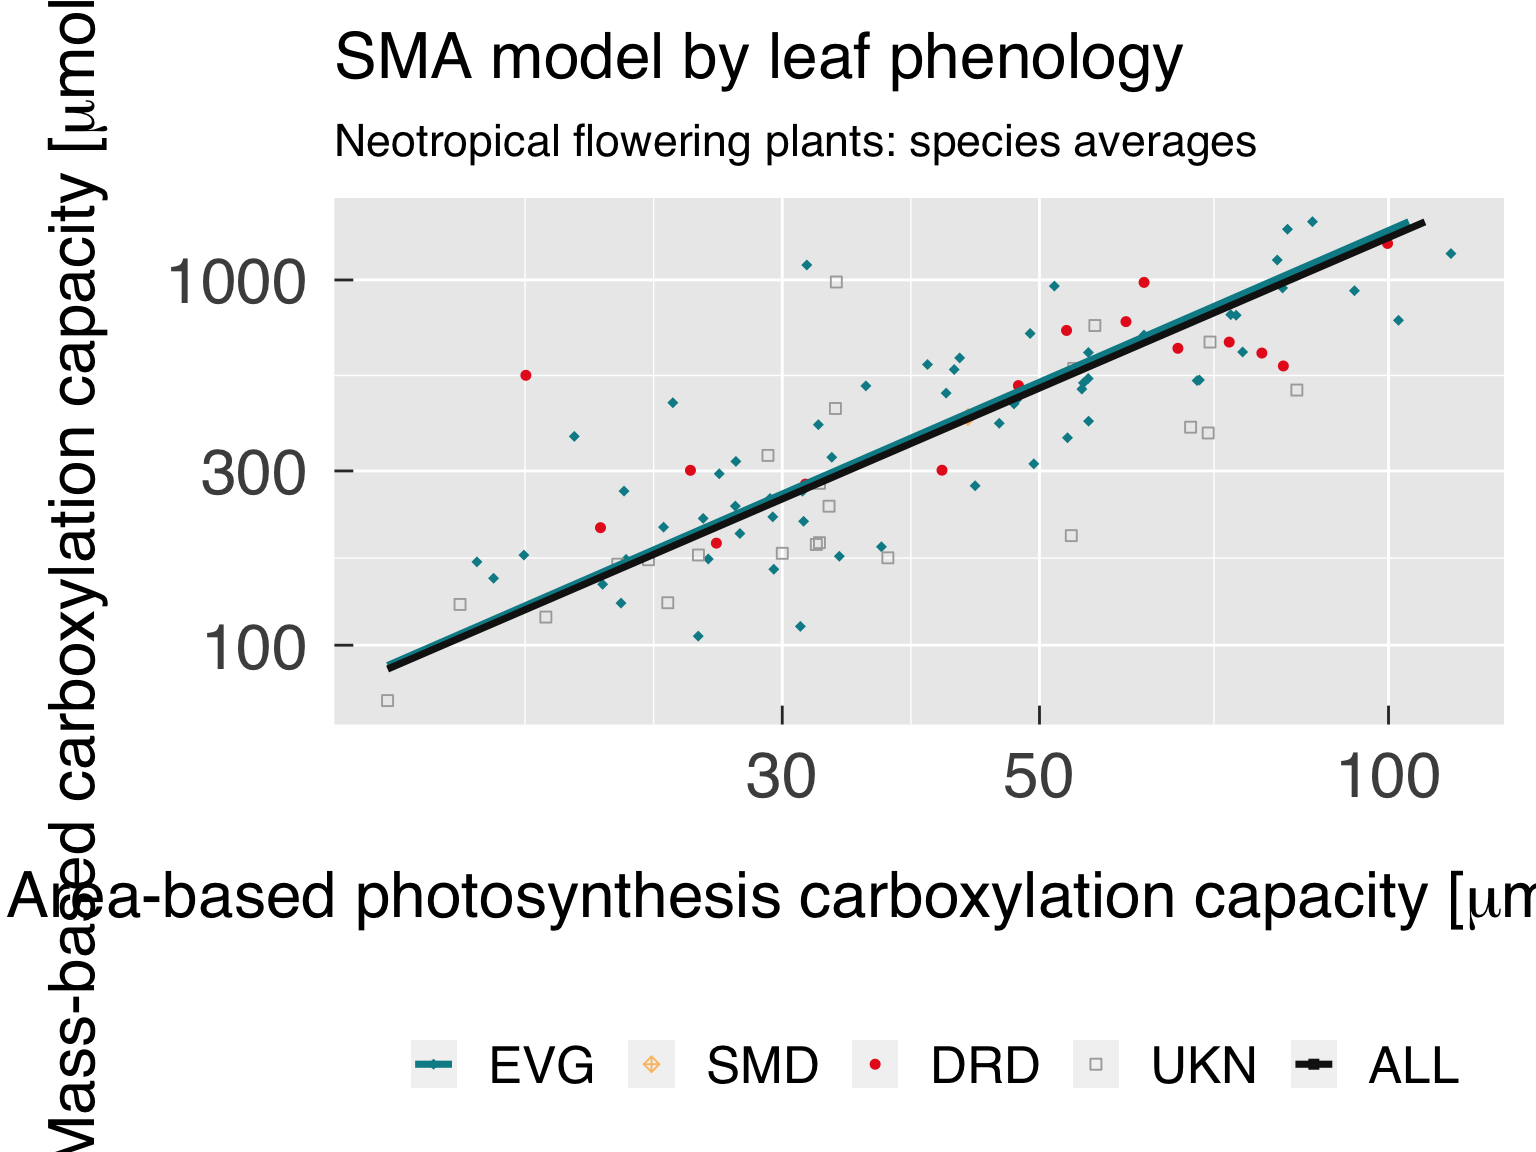 SMA model by leaf phenology
Neotropical flowering plants: species averages
Mass-based carboxylation capacity [μmol
1000
300
100
30 50 100
Area-based photosynthesis carboxylation capacity [μm
EVG SMD DRD UKN ALL